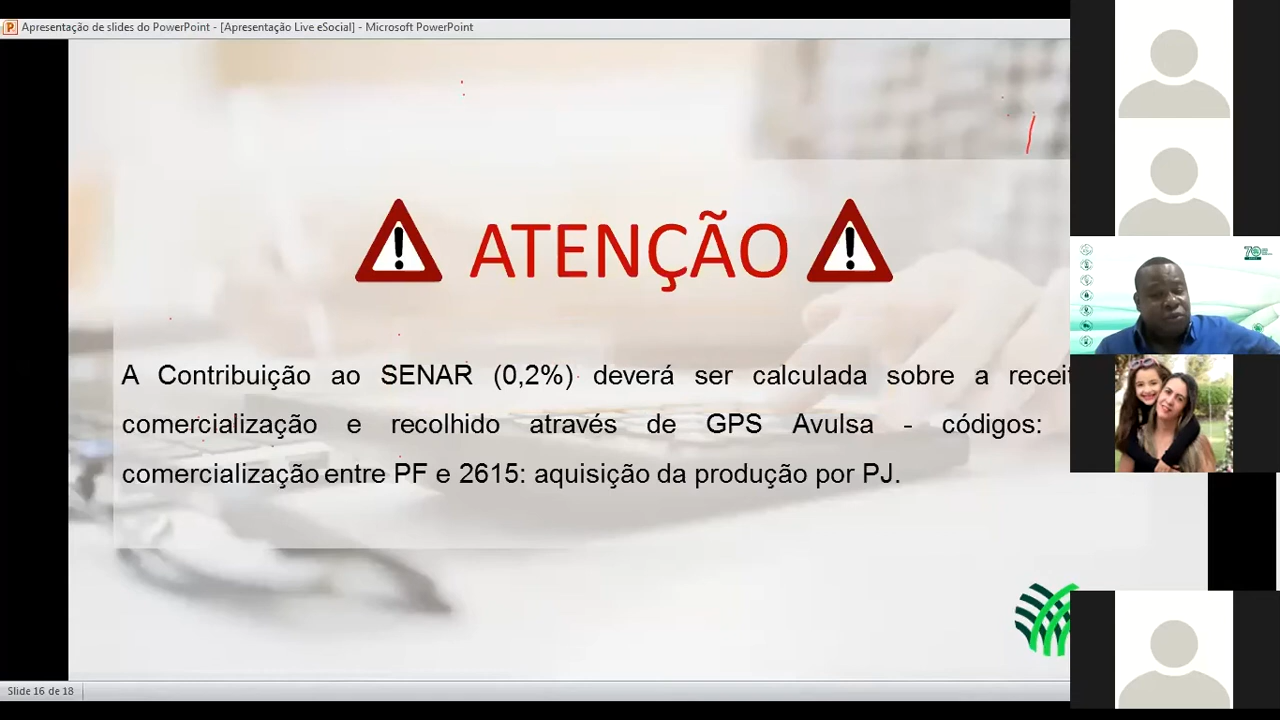 Apresentação de slides do PowerPoint - [Apresentação Live eSocial] - Microsoft PowerPoint
ATENÇÃO
A Contribuição ao SENAR (0,2%) deverá ser calculada sobre a receit
comercialização e recolhido através de GPS Avulsa - códigos:
comercialização entre PF e 2615: aquisição da produção por PJ.
70
Slide 16 de 18